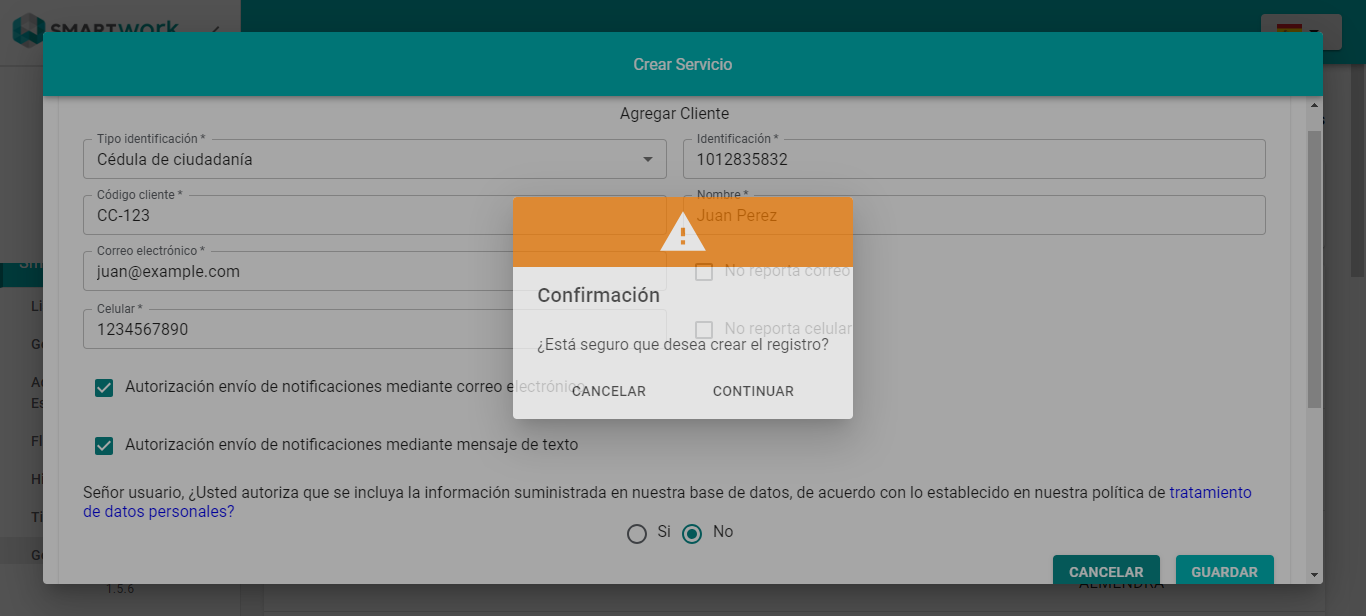 SMARTwork
Crear Servicio
Agregar Cliente
Tipo identificación *
Cédula de ciudadanía
Identificación *
1012835832
Código cliente *
CC-123
Nombre *
Juan Perez
Correo electrónico *
juan@example.com
No reporta correo
Celular *
1234567890
No reporta celular
Confirmación
¿Está seguro que desea crear el registro?
CANCELAR
CONTINUAR
Autorización envío de notificaciones mediante correo electrónico
Autorización envío de notificaciones mediante mensaje de texto
Señor usuario, ¿Usted autoriza que se incluya la información suministrada en nuestra base de datos, de acuerdo con lo establecido en nuestra política de tratamiento
de datos personales?
Si
No
CANCELAR
GUARDAR
ALMENDRA
1.5.6